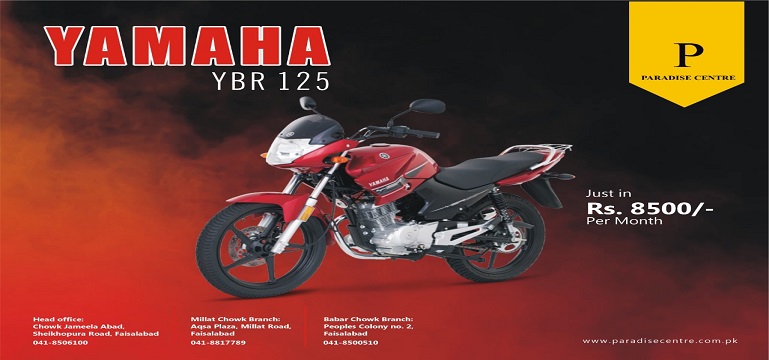 YAMAHA
YBR 125
P
PARADISE CENTRE
YAMAHA
Just in
Rs. 8500/-
Per Month
Head office:
Chowk Jameela Abad,
Sheikhopura Road, Faisalabad
041-8506100
Millat Chowk Branch:
Aqsa Plaza, Millat Road,
Faisalabad
041-8817789
Babar Chowk Branch:
Peoples Colony no. 2,
Faisalabad
041-8500510
www.paradisecentre.com.pk